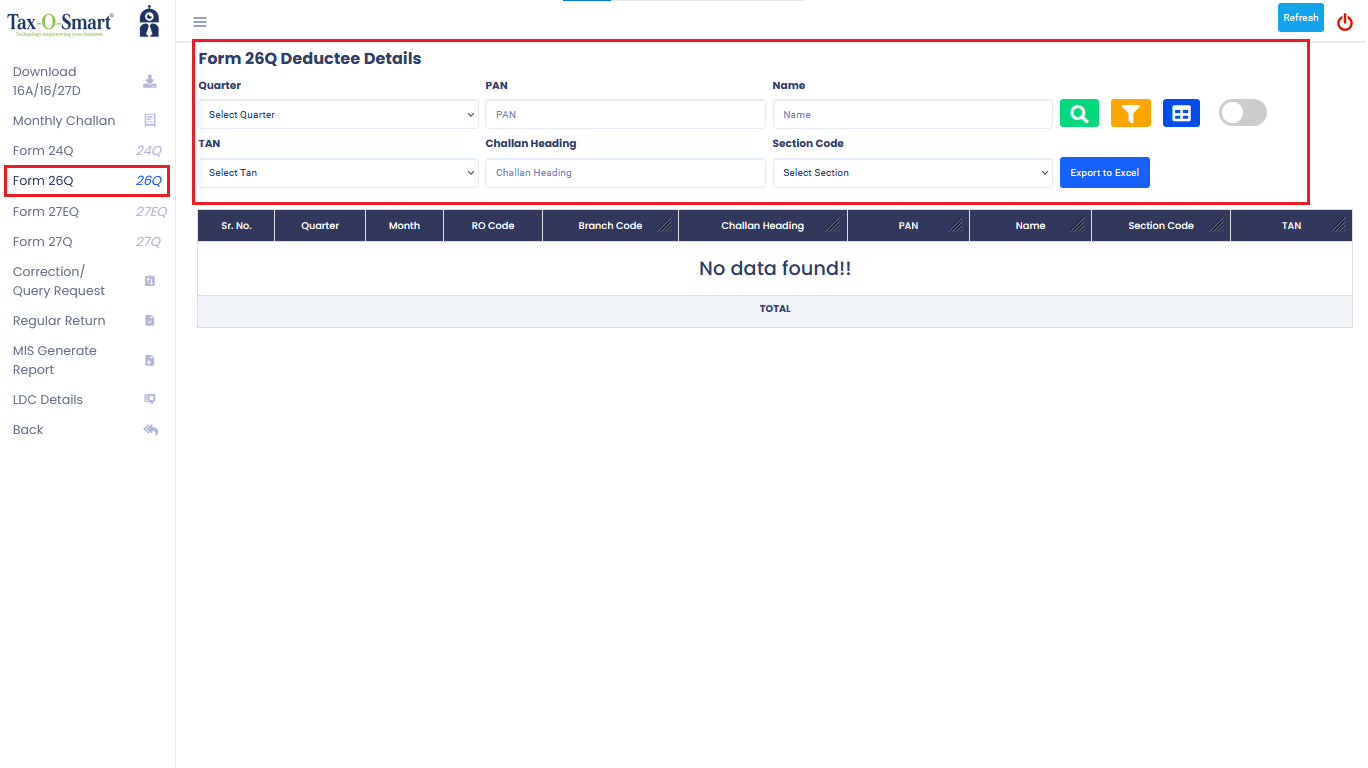 Tax-O-Smart®
Technology empowering your business
Refresh
Download
16A/16/27D
Monthly Challan
Form 24Q 24Q
Form 26Q 26Q
Form 27EQ 27EQ
Form 27Q 27Q
Correction/
Query Request
Regular Return
MIS Generate
Report
LDC Details
Back
Form 26Q Deductee Details
Quarter PAN Name
Select Quarter PAN Name
TAN Challan Heading Section Code
Select Tan Challan Heading Select Section Export to Excel
Sr. No. Quarter Month RO Code Branch Code Challan Heading PAN Name Section Code TAN
No data found!!
TOTAL